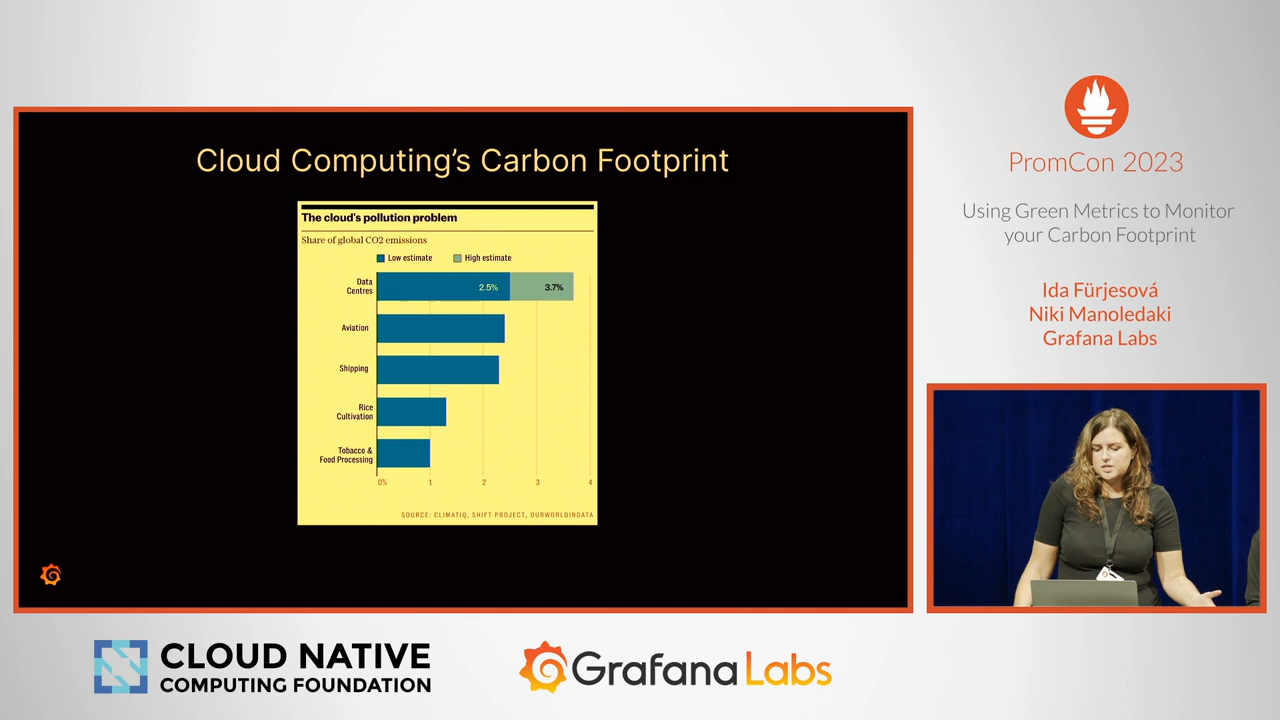 Cloud Computing's Carbon Footprint
The cloud's pollution problem
Share of global CO2 emissions
Low estimate
High estimate
Data
Centres
2.5%
3.7%
Aviation
Shipping
Rice
Cultivation
Tobacco &
Food Processing
0%
1
2
3
4
SOURCE: CLIMATIQ, SHIFT PROJECT, OURWORLDINDATA
PromCon 2023
Using Green Metrics to Monitor
your Carbon Footprint
Ida Fürjesová
Niki Manoledaki
Grafana Labs
CLOUD NATIVE
COMPUTING FOUNDATION
Grafana Labs